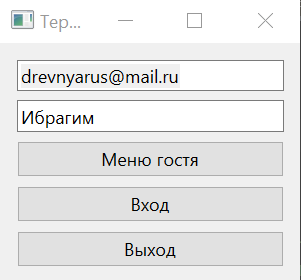 Тер...
drevnyarus@mail.ru
Ибрагим
Меню гостя
Вход
Выход